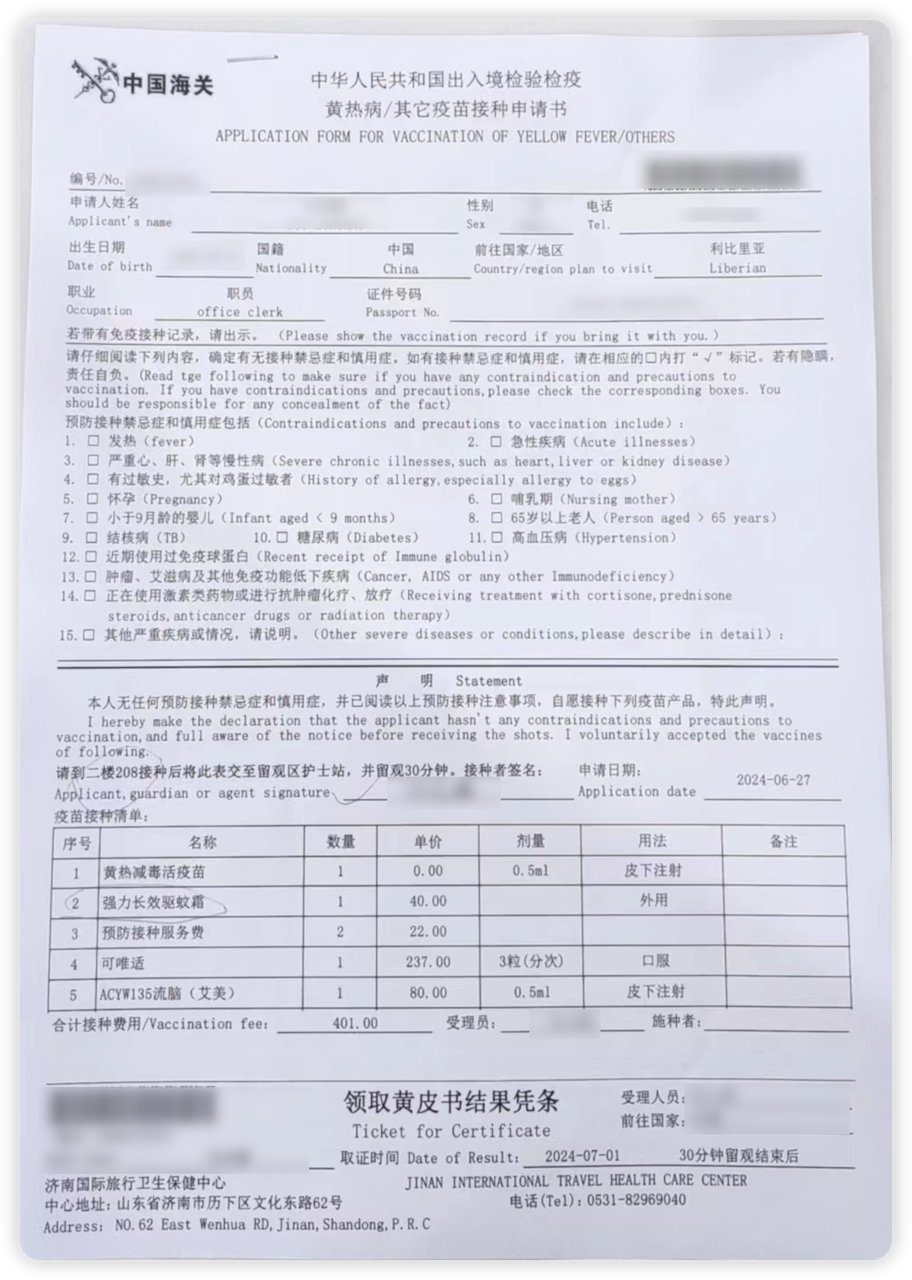 中国海关
中华人民共和国出入境检验检疫
黄热病/其它疫苗接种申请书
APPLICATION FORM FOR VACCINATION OF YELLOW FEVER/OTHERS
编号/No.
申请人姓名 性别 电话
Applicant's name Sex Tel.
出生日期 国籍 中国 前往国家/地区 利比里亚
Date of birth Nationality China Country/region plan to visit Liberian
职业 职员 证件号码
Occupation office clerk Passport No.
若带有免疫接种记录，请出示。 (Please show the vaccination record if you bring it with you.)
请仔细阅读下列内容，确定有无接种禁忌症和慎用症。如有接种禁忌症和慎用症，请在相应的□内打“√”标记。若有隐瞒，
责任自负。(Read tge following to make sure if you have any contraindication and precautions to
vaccination. If you have contraindications and precautions,please check the corresponding boxes. You
should be responsible for any concealment of the fact)
预防接种禁忌症和慎用症包括(Contraindications and precautions to vaccination include)：
1. □ 发热(fever) 2. □ 急性疾病(Acute illnesses)
3. □ 严重心、肝、肾等慢性病(Severe chronic illnesses,such as heart,liver or kidney disease)
4. □ 有过敏史，尤其对鸡蛋过敏者(History of allergy,especially allergy to eggs)
5. □ 怀孕(Pregnancy) 6. □ 哺乳期(Nursing mother)
7. □ 小于9月龄的婴儿(Infant aged < 9 months) 8. □ 65岁以上老人(Person aged > 65 years)
9. □ 结核病(TB) 10. □ 糖尿病(Diabetes) 11. □ 高血压病(Hypertension)
12. □ 近期使用过免疫球蛋白(Recent receipt of Immune globulin)
13. □ 肿瘤、艾滋病及其他免疫功能低下疾病(Cancer, AIDS or any other Immunodeficiency)
14. □ 正在使用激素类药物或进行抗肿瘤化疗、放疗(Receiving treatment with cortisone,prednisone
steroids,anticancer drugs or radiation therapy)
15. □ 其他严重疾病或情况，请说明。(Other severe diseases or conditions,please describe in detail)：
声 明 Statement
本人无任何预防接种禁忌症和慎用症，并已阅读以上预防接种注意事项，自愿接种下列疫苗产品，特此声明。
I hereby make the declaration that the applicant hasn't any contraindications and precautions to
vaccination,and full aware of the notice before receiving the shots. I voluntarily accepted the vaccines
of following.
请到二楼208接种后将此表交至留观区护士站，并留观30分钟。接种者签名： 申请日期： 2024-06-27
Applicant,guardian or agent signature Application date
疫苗接种清单：
序号 名称 数量 单价 剂量 用法 备注
1 黄热减毒活疫苗 1 0.00 0.5ml 皮下注射
2 强力长效驱蚊霜 1 40.00 外用
3 预防接种服务费 2 22.00
4 可唯适 1 237.00 3粒(分次) 口服
5 ACYW135流脑（艾美） 1 80.00 0.5ml 皮下注射
合计接种费用/Vaccination fee: 401.00 受理员: 施种者:
领取黄皮书结果凭条 受理人员:
Ticket for Certificate 前往国家:
取证时间 Date of Result: 2024-07-01 30分钟留观结束后
济南国际旅行卫生保健中心 JINAN INTERNATIONAL TRAVEL HEALTH CARE CENTER
中心地址: 山东省济南市历下区文化东路62号 电话(Tel): 0531-82969040
Address: NO.62 East Wenhua RD,Jinan,Shandong,P.R.C